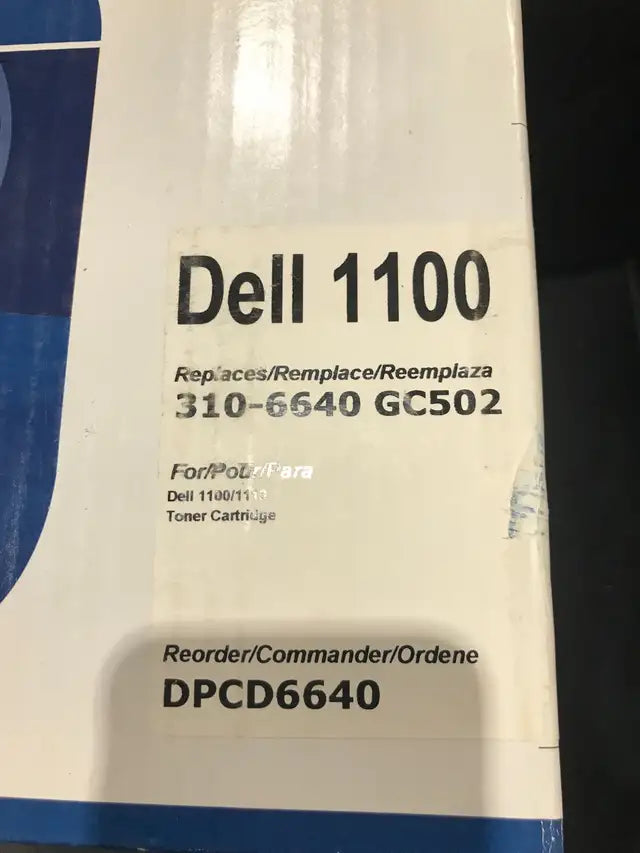 Dell 1100
Replaces/Remplace/Reemplaza
310-6640 GC502
For/Pour/Para
Dell 1100/1110
Toner Cartridge
Reorder/Commander/Ordene
DPCD6640